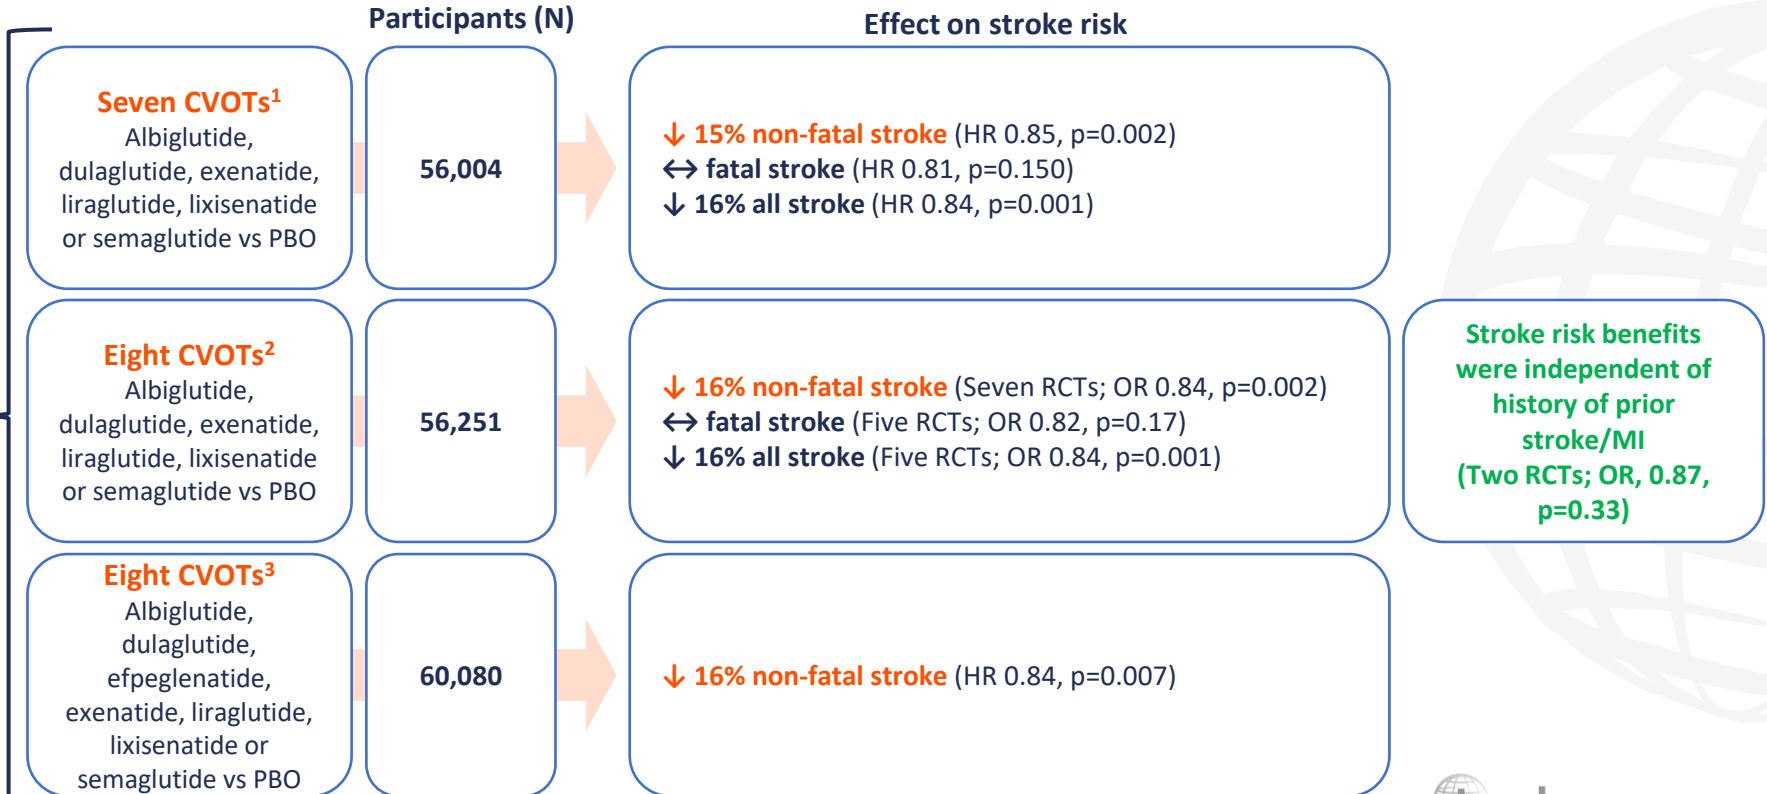 Participants (N)
Effect on stroke risk
Seven CVOTs¹
Albiglutide,
dulaglutide, exenatide,
liraglutide, lixisenatide
or semaglutide vs PBO
56,004
↓ 15% non-fatal stroke (HR 0.85, p=0.002)
↔ fatal stroke (HR 0.81, p=0.150)
↓ 16% all stroke (HR 0.84, p=0.001)
Eight CVOTs²
Albiglutide,
dulaglutide, exenatide,
liraglutide, lixisenatide
or semaglutide vs PBO
56,251
↓ 16% non-fatal stroke (Seven RCTs; OR 0.84, p=0.002)
↔ fatal stroke (Five RCTs; OR 0.82, p=0.17)
↓ 16% all stroke (Five RCTs; OR 0.84, p=0.001)
Stroke risk benefits
were independent of
history of prior
stroke/MI
(Two RCTs; OR, 0.87,
p=0.33)
Eight CVOTs³
Albiglutide,
dulaglutide,
efpeglenatide,
exenatide, liraglutide,
lixisenatide or
semaglutide vs PBO
60,080
↓ 16% non-fatal stroke (HR 0.84, p=0.007)